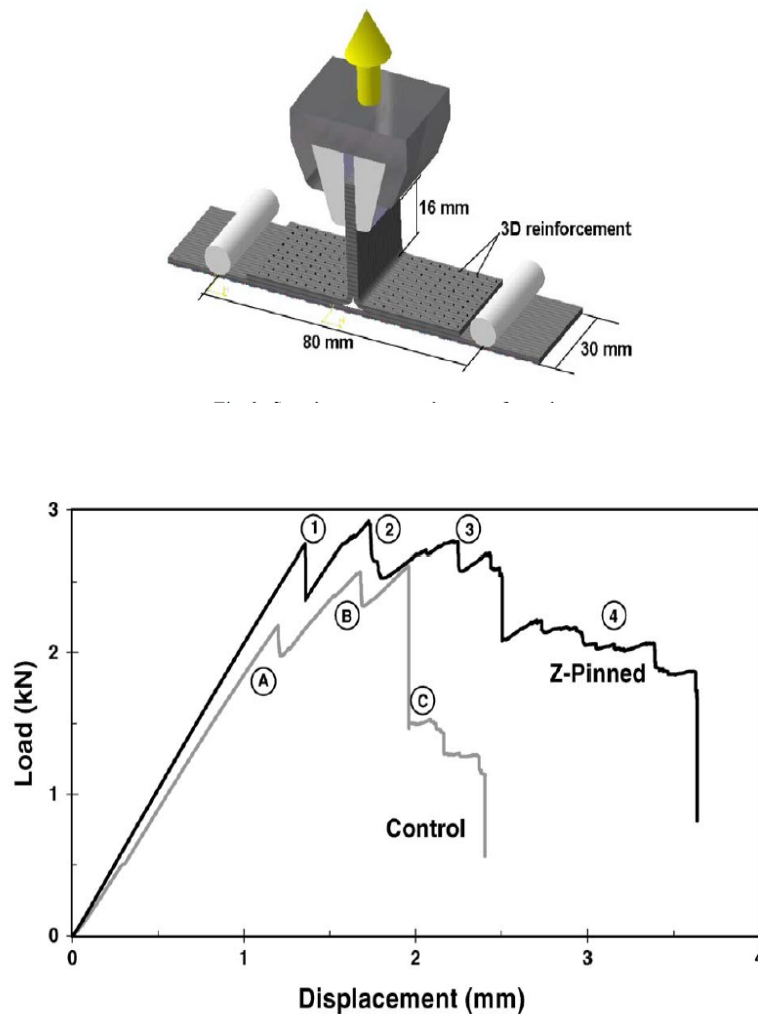 16 mm
3D reinforcement
80 mm
30 mm
3
1
2
3
B
4
2
A
Z-Pinned
C
Load (kN)
1
Control
0
0
1
2
3
4
Displacement (mm)